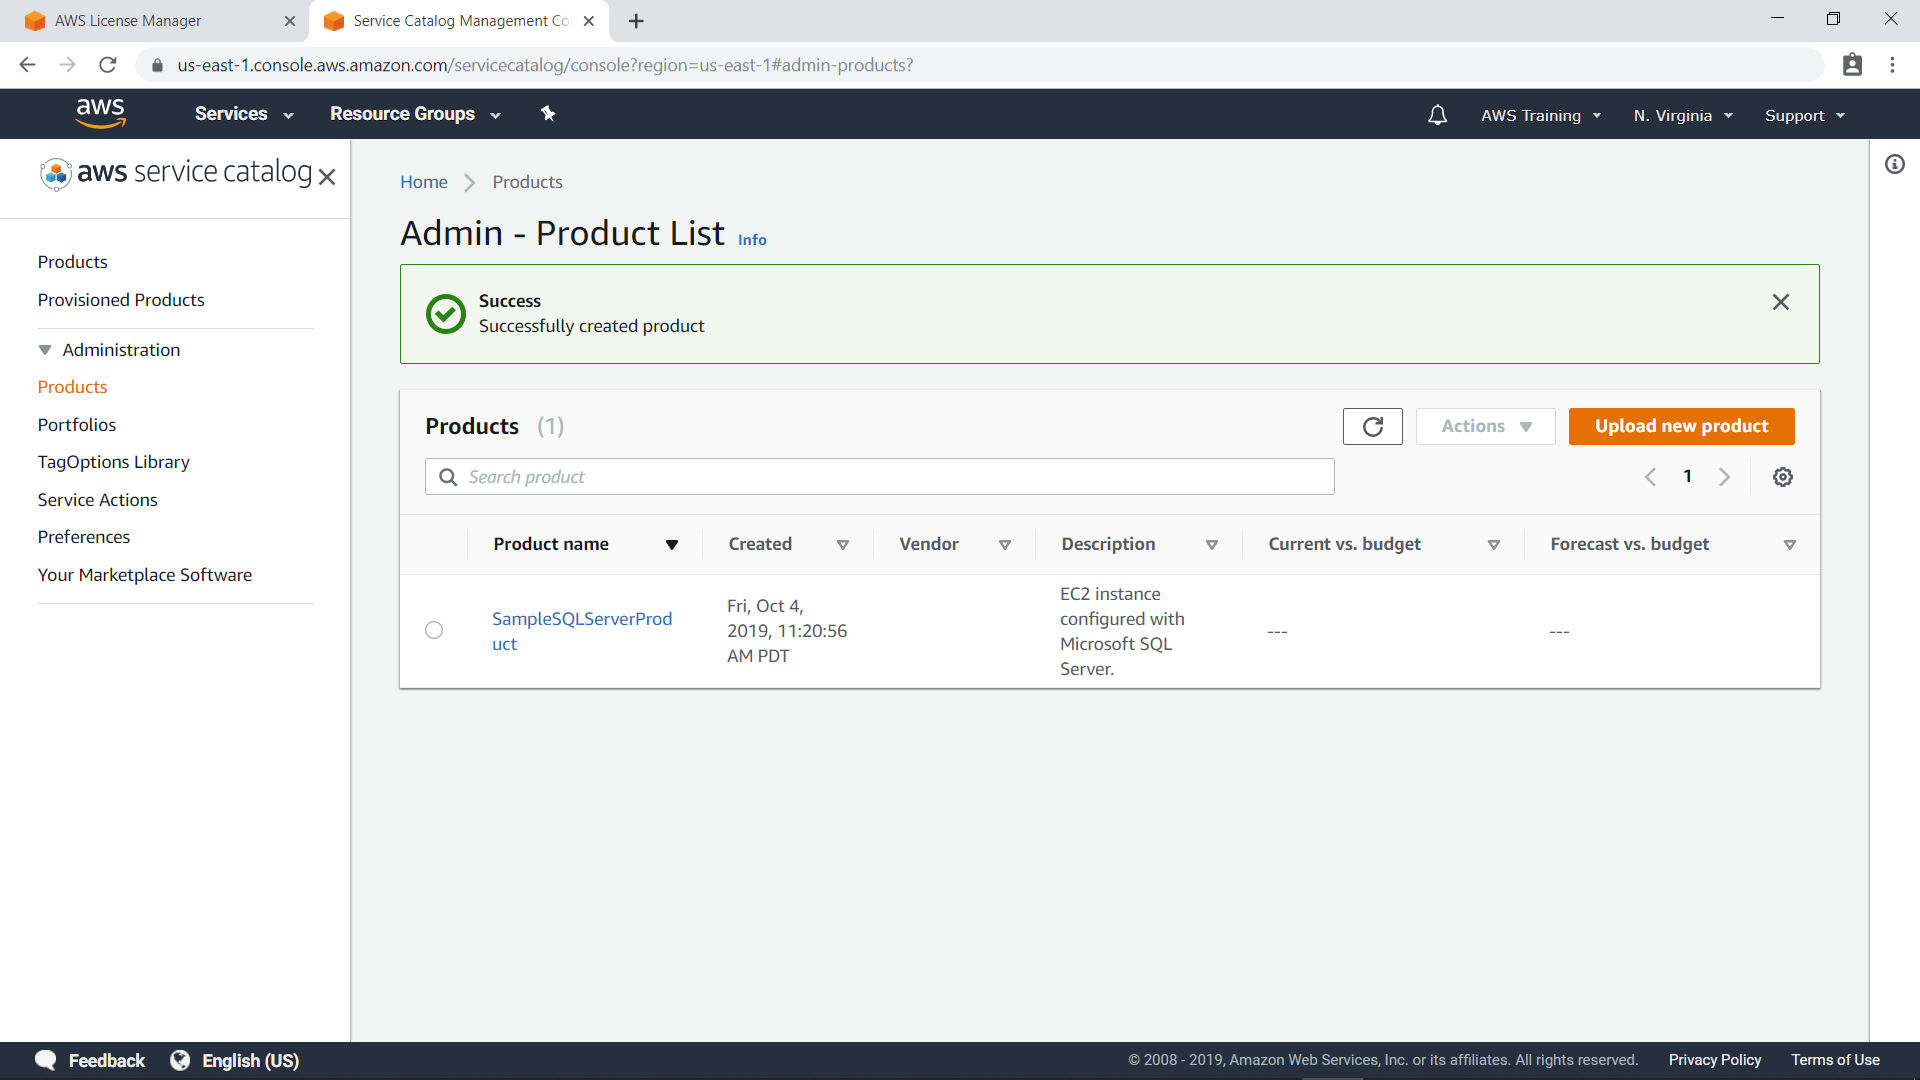 AWS License Manager
Service Catalog Management Co
us-east-1.console.aws.amazon.com/servicecatalog/console?region=us-east-1#admin-products?
aws
Services
Resource Groups
AWS Training
N. Virginia
Support
aws service catalog
Products
Provisioned Products
Administration
Products
Portfolios
TagOptions Library
Service Actions
Preferences
Your Marketplace Software
Home
Products
Admin - Product List Info
Success
Successfully created product
Products (1)
Actions
Upload new product
Search product
1
Product name
Created
Vendor
Description
Current vs. budget
Forecast vs. budget
SampleSQLServerProd
uct
Fri, Oct 4,
2019, 11:20:56
AM PDT
EC2 instance
configured with
Microsoft SQL
Server.
---
---
Feedback
English (US)
© 2008 - 2019, Amazon Web Services, Inc. or its affiliates. All rights reserved.
Privacy Policy
Terms of Use